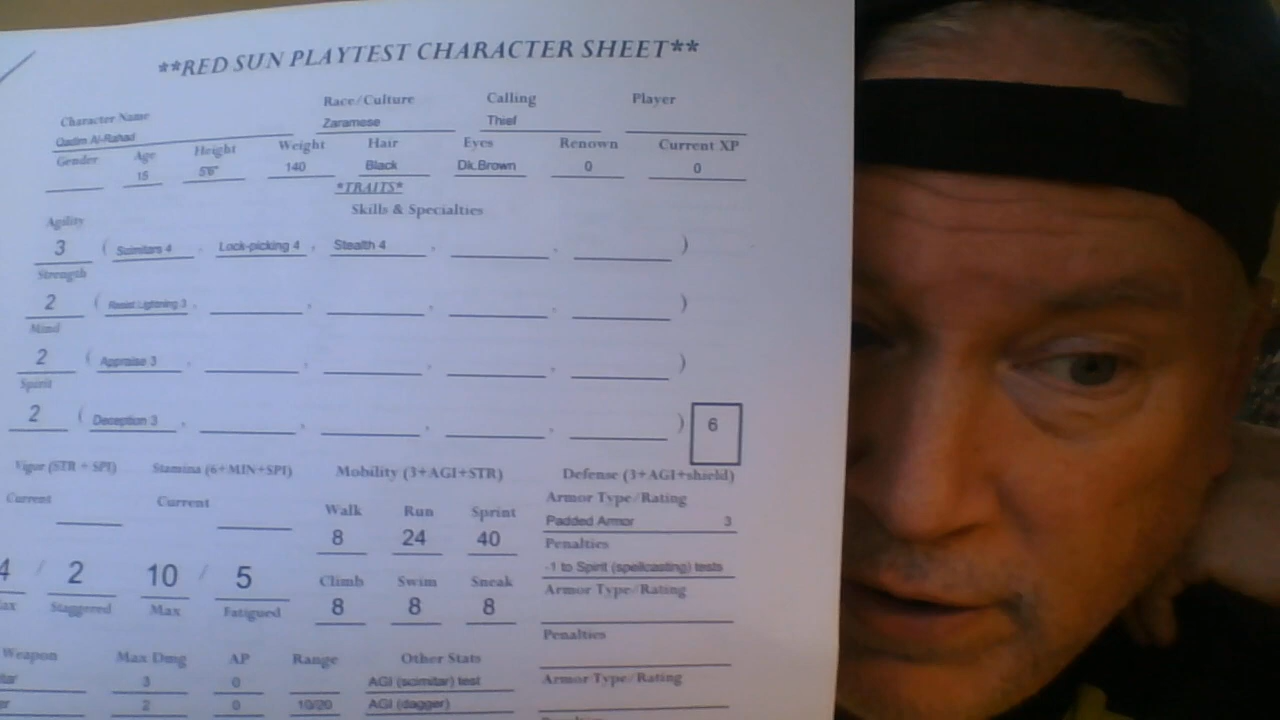 **RED SUN PLAYTEST CHARACTER SHEET**
Character Name Race/Culture Calling Player
Qadim Al-Rahad Zaramese Thief
Gender Age Height Weight Hair Eyes Renown Current XP
15 5'6" 140 Black Dk.Brown 0 0
*TRAITS*
Skills & Specialties
Agility
3 ( Scimitars 4 , Lock-picking 4 , Stealth 4 , , )
Strength
2 ( Resist Lightning 3 , , , , )
Mind
2 ( Appraise 3 , , , , )
Spirit
2 ( Deception 3 , , , , ) 6
Vigor (STR + SPI) Stamina (6+MIN+SPI) Mobility (3+AGI+STR) Defense (3+AGI+shield)
Current Current Walk Run Sprint Armor Type/Rating
8 24 40 Padded Armor 3
Penalties
4 / 2 10 / 5 Climb Swim Sneak -1 to Spirit (spellcasting) tests
ax Staggered Max Fatigued 8 8 8 Armor Type/Rating
Penalties
Weapon Max Dmg AP Range Other Stats
tar 3 0 AGI (scimitar) test Armor Type/Rating
er 2 0 10/20 AGI (dagger)